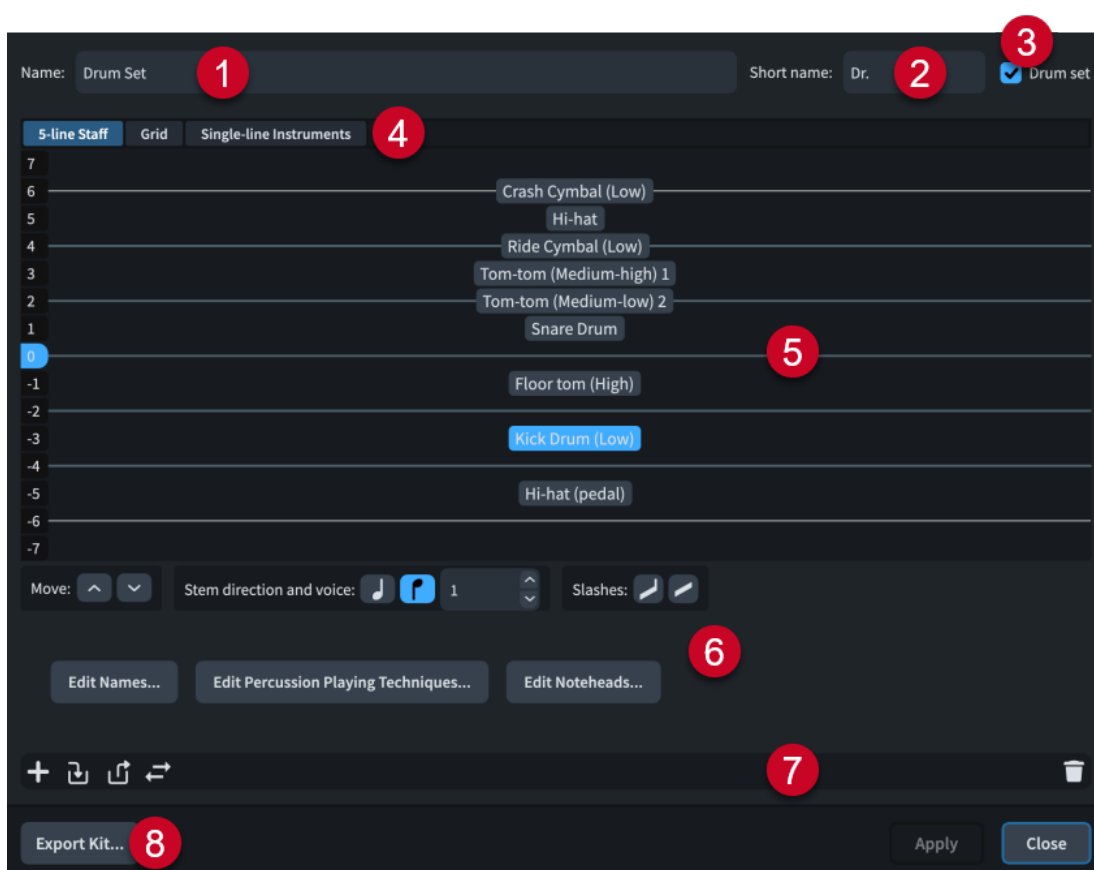 3
Name: Drum Set 1 Short name: Dr. 2 Drum set
5-line Staff Grid Single-line Instruments 4
7
6 Crash Cymbal (Low)
5 Hi-hat
4 Ride Cymbal (Low)
3 Tom-tom (Medium-high) 1
2 Tom-tom (Medium-low) 2
1 Snare Drum
0 5
-1 Floor tom (High)
-2
-3 Kick Drum (Low)
-4
-5 Hi-hat (pedal)
-6
-7
Move: Stem direction and voice: 1 Slashes:
6
Edit Names... Edit Percussion Playing Techniques... Edit Noteheads...
7
Export Kit... 8 Apply Close